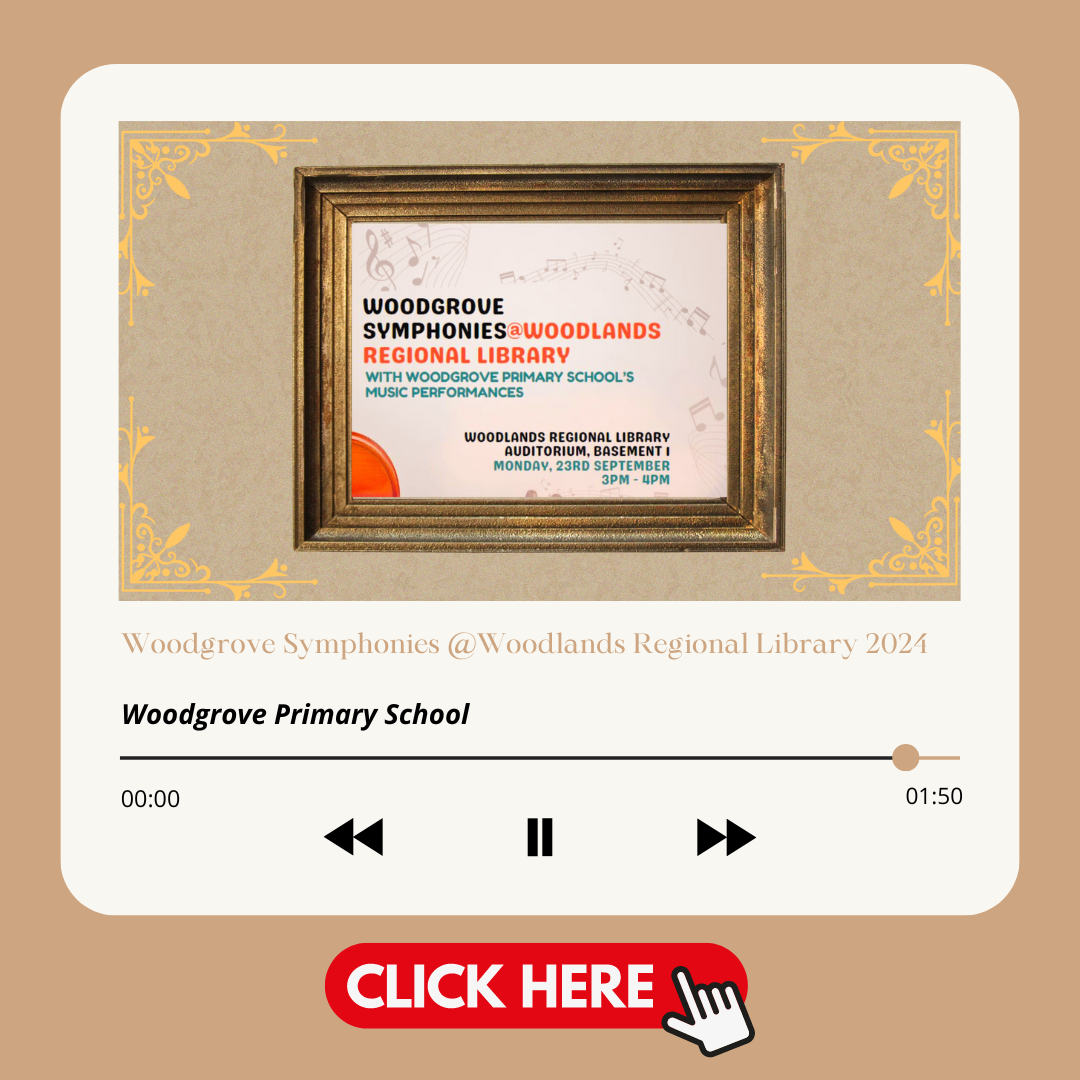 WOODGROVE
SYMPHONIES@WOODLANDS
REGIONAL LIBRARY
WITH WOODGROVE PRIMARY SCHOOL'S
MUSIC PERFORMANCES
WOODLANDS REGIONAL LIBRARY
AUDITORIUM, BASEMENT 1
MONDAY, 23RD SEPTEMBER
3PM - 4PM
Woodgrove Symphonies @Woodlands Regional Library 2024
Woodgrove Primary School
00:00
01:50
CLICK HERE